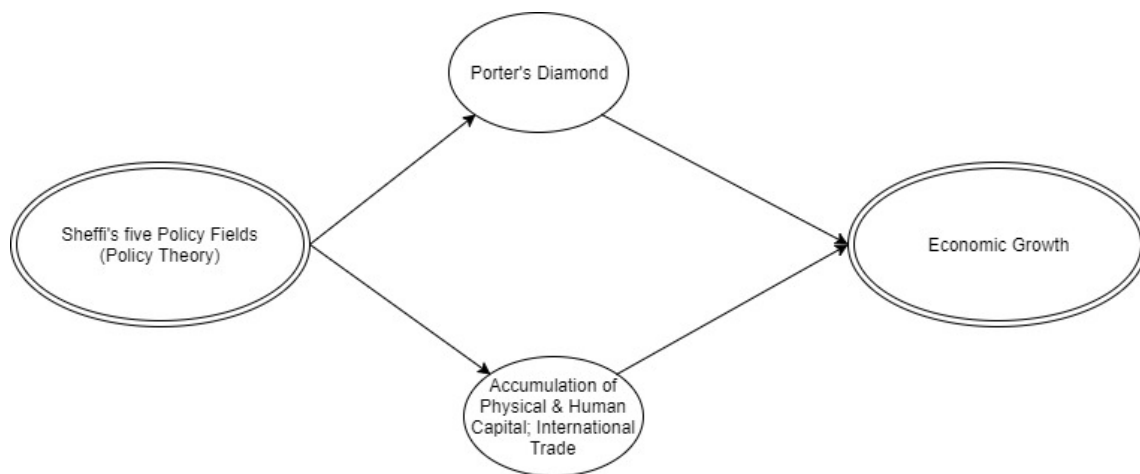 Porter's Diamond
Sheffi's five Policy Fields
(Policy Theory)
Economic Growth
Accumulation of
Physical & Human
Capital; International
Trade